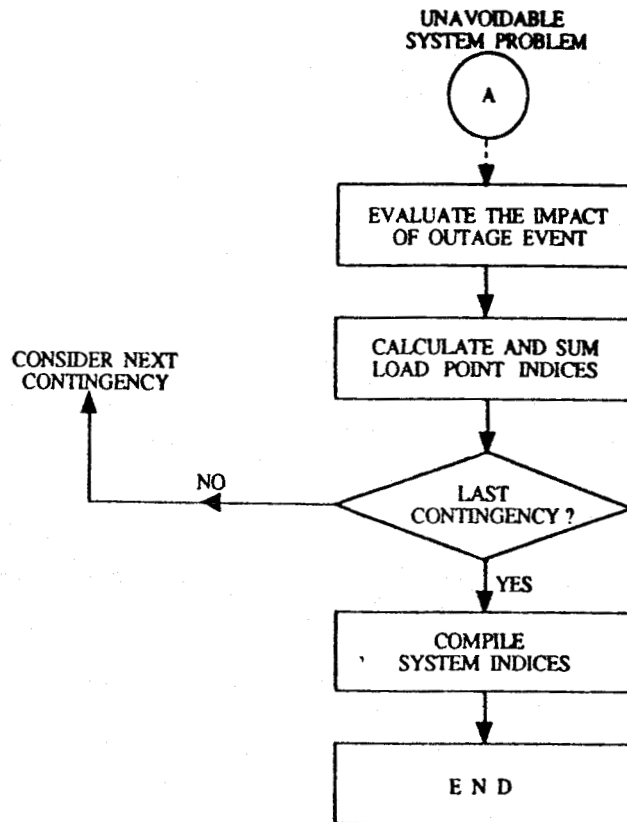 UNAVOIDABLE
SYSTEM PROBLEM
A
EVALUATE THE IMPACT
OF OUTAGE EVENT
CALCULATE AND SUM
LOAD POINT INDICES
CONSIDER NEXT
CONTINGENCY
NO
LAST
CONTINGENCY ?
YES
COMPILE
SYSTEM INDICES
E N D